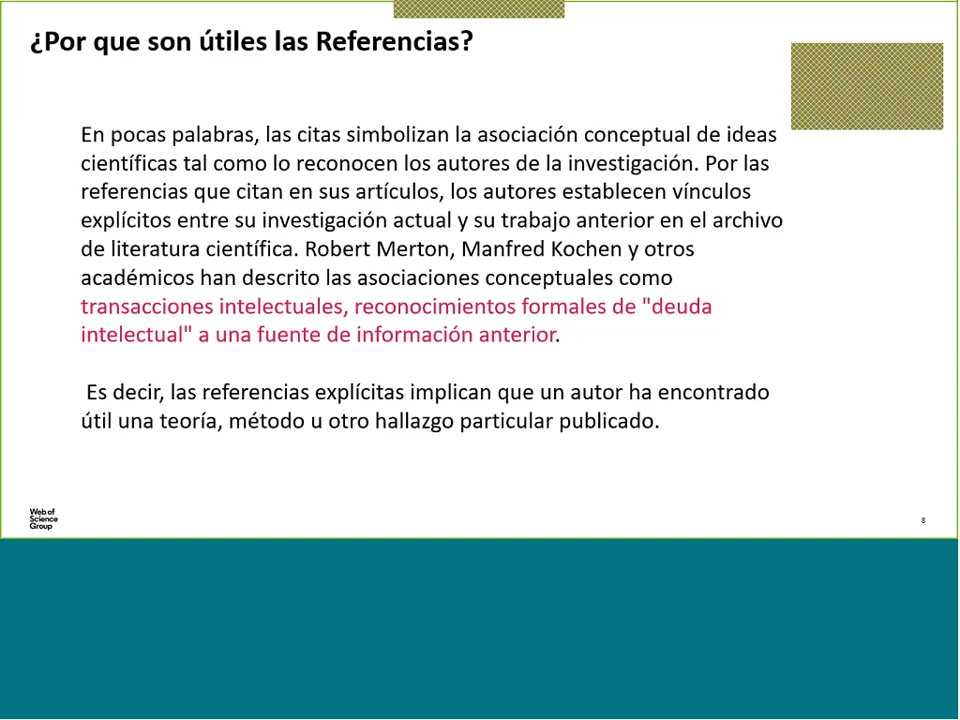 ¿Por que son útiles las Referencias?
En pocas palabras, las citas simbolizan la asociación conceptual de ideas
científicas tal como lo reconocen los autores de la investigación. Por las
referencias que citan en sus artículos, los autores establecen vínculos
explícitos entre su investigación actual y su trabajo anterior en el archivo
de literatura científica. Robert Merton, Manfred Kochen y otros
académicos han descrito las asociaciones conceptuales como
transacciones intelectuales, reconocimientos formales de "deuda
intelectual" a una fuente de información anterior.
Es decir, las referencias explícitas implican que un autor ha encontrado
útil una teoría, método u otro hallazgo particular publicado.
Web of
Science
Group
8